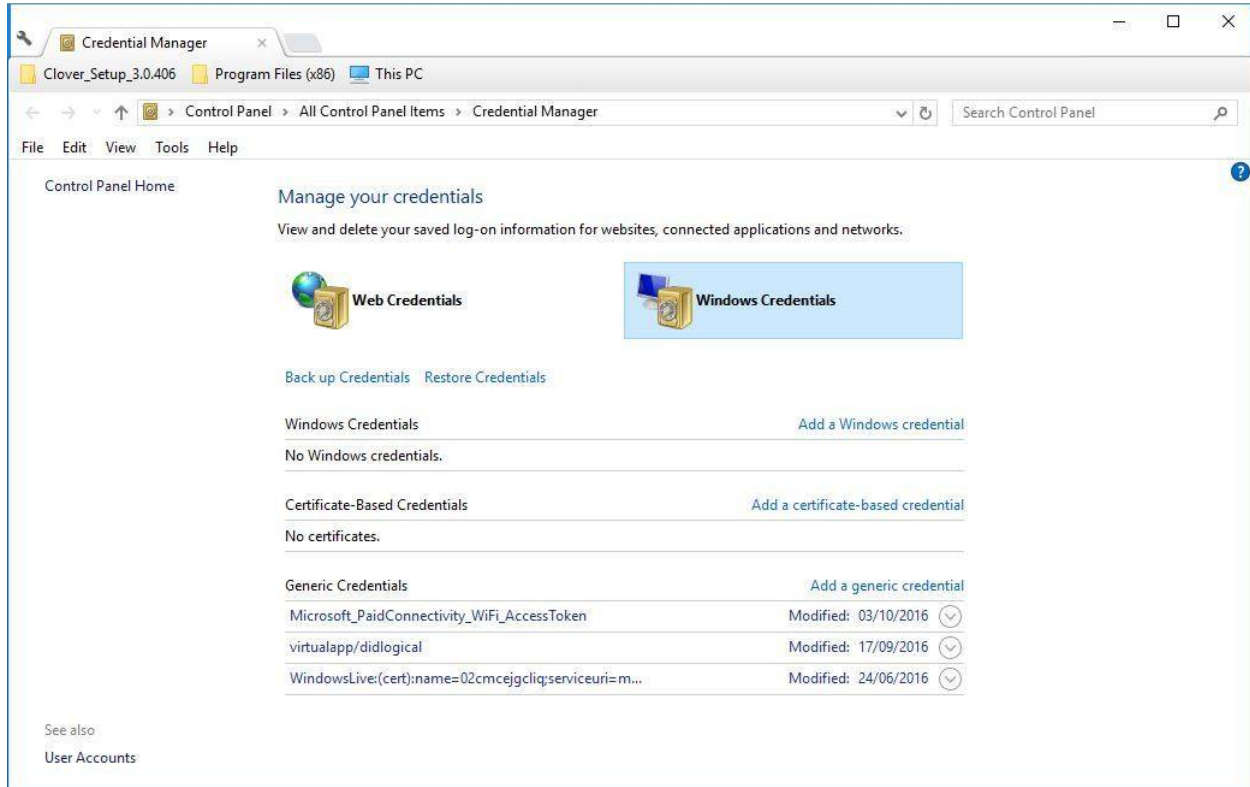 Credential Manager
Clover_Setup_3.0.406 Program Files (x86) This PC
Control Panel > All Control Panel Items > Credential Manager Search Control Panel
File Edit View Tools Help
Control Panel Home
Manage your credentials
View and delete your saved log-on information for websites, connected applications and networks.
Web Credentials Windows Credentials
Back up Credentials Restore Credentials
Windows Credentials Add a Windows credential
No Windows credentials.
Certificate-Based Credentials Add a certificate-based credential
No certificates.
Generic Credentials Add a generic credential
Microsoft_PaidConnectivity_WiFi_AccessToken Modified: 03/10/2016
virtualapp/didlogical Modified: 17/09/2016
WindowsLive:(cert):name=02cmcejgcliq;serviceuri=m... Modified: 24/06/2016
See also
User Accounts